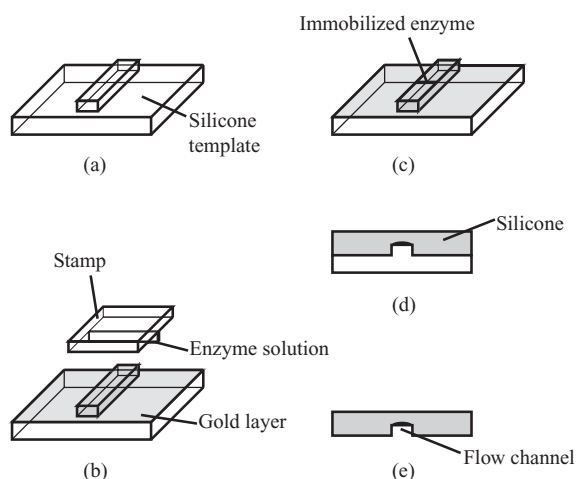 Immobilized enzyme
Silicone
template
(a)
(c)
Silicone
Stamp
(d)
Enzyme solution
Gold layer
Flow channel
(b)
(e)